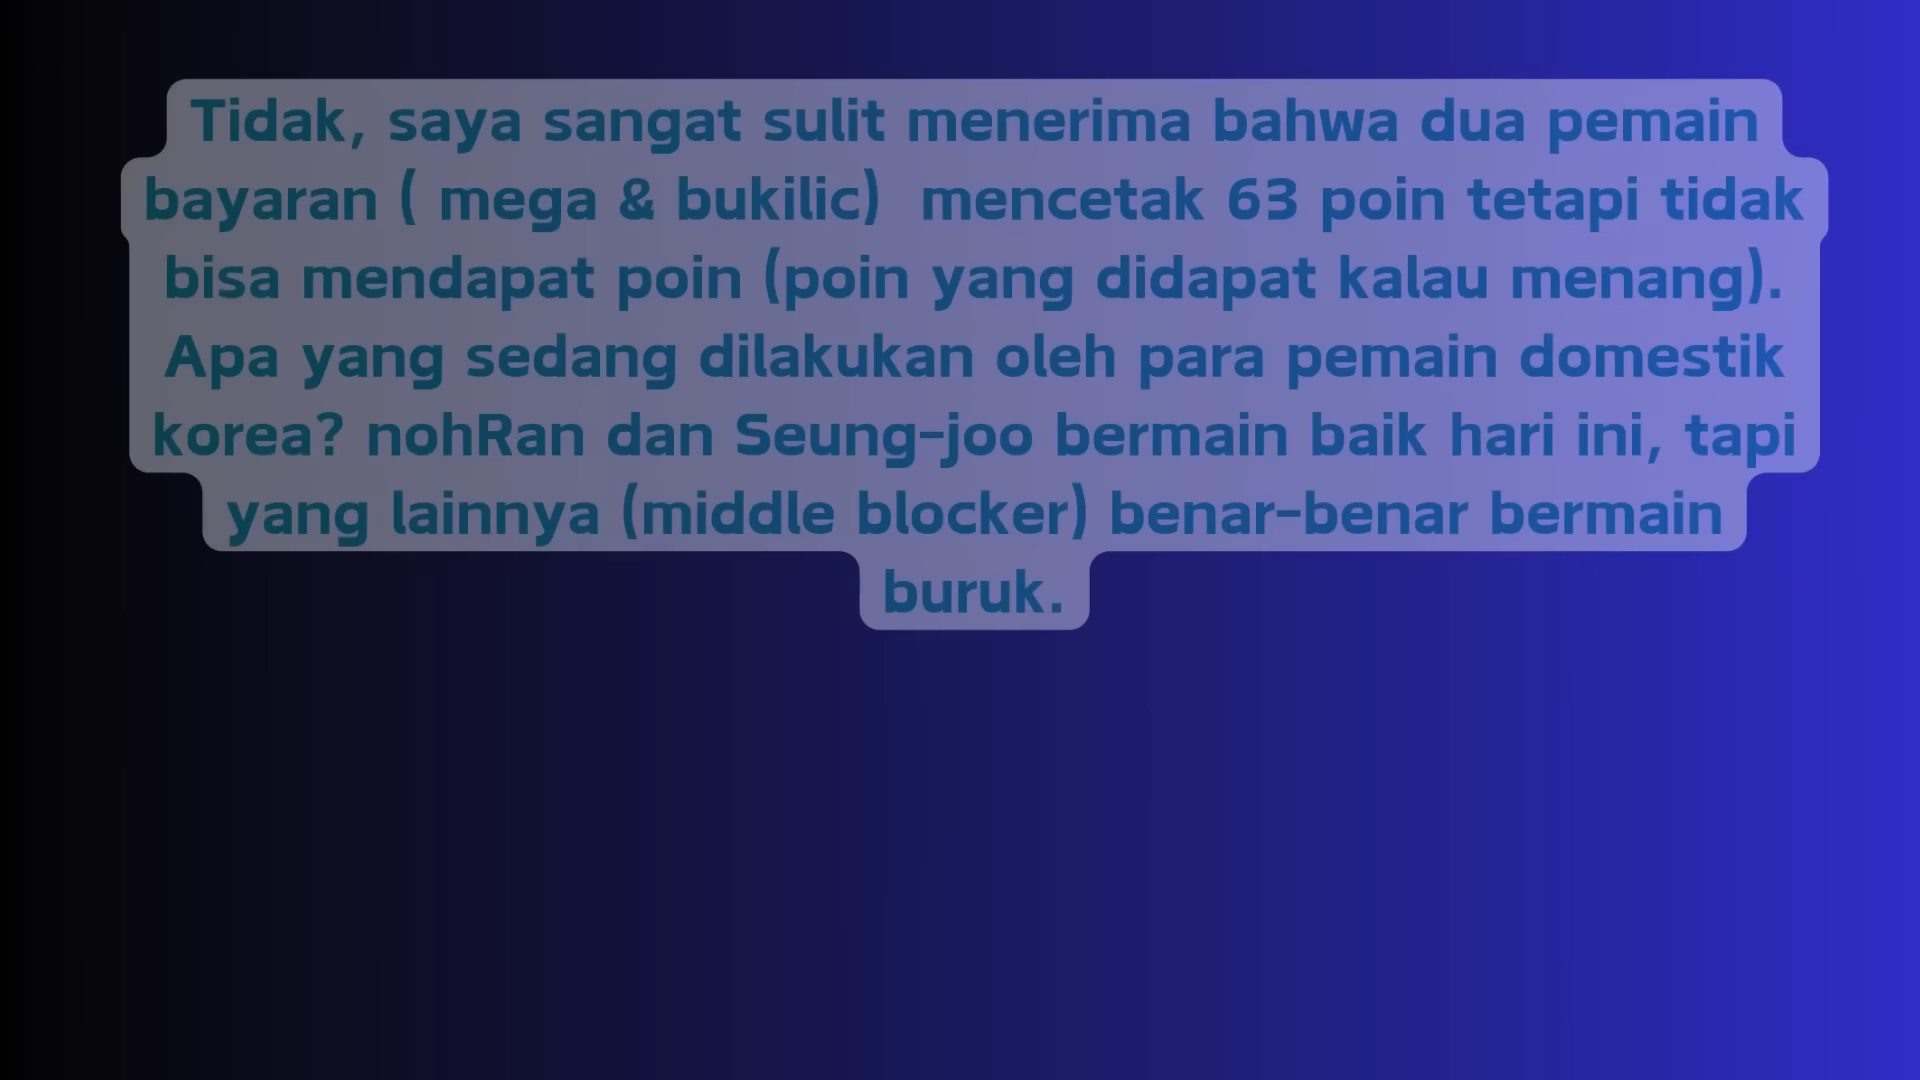 Tidak, saya sangat sulit menerima bahwa dua pemain
bayaran ( mega & bukilic)  mencetak 63 poin tetapi tidak
bisa mendapat poin (poin yang didapat kalau menang).
Apa yang sedang dilakukan oleh para pemain domestik
korea? nohRan dan Seung-joo bermain baik hari ini, tapi
yang lainnya (middle blocker) benar-benar bermain
buruk.